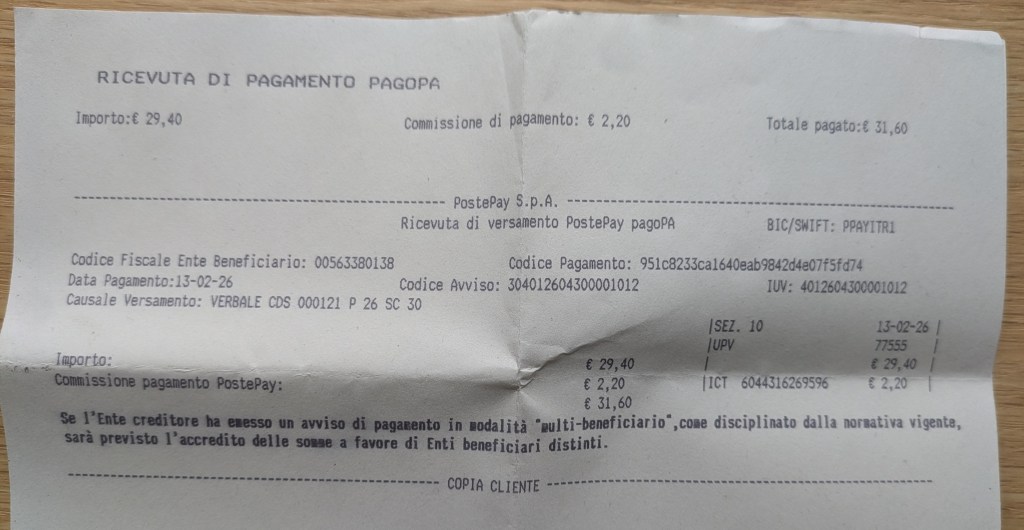 RICEVUTA DI PAGAMENTO PAGOPA
Importo:€ 29,40 Commissione di pagamento: € 2,20 Totale pagato:€ 31,60
PostePay S.p.A.
Ricevuta di versamento PostePay pagoPA BIC/SWIFT: PPAYITR1
Codice Fiscale Ente Beneficiario: 00563380138 Codice Pagamento: 951c8233ca1640eab9842d4e07f5fd74
Data Pagamento:13-02-26 Codice Avviso: 304012604300001012 IUV: 4012604300001012
Causale Versamento: VERBALE CDS 000121 P 26 SC 30
|SEZ. 10 13-02-26 |
|UPV 77555 |
Importo: € 29,40 | € 29,40 |
Commissione pagamento PostePay: € 2,20 |ICT 6044316269596 € 2,20 |
€ 31,60
Se l'Ente creditore ha emesso un avviso di pagamento in modalità "multi-beneficiario",come disciplinato dalla normativa vigente,
sarà previsto l'accredito delle somme a favore di Enti beneficiari distinti.
COPIA CLIENTE